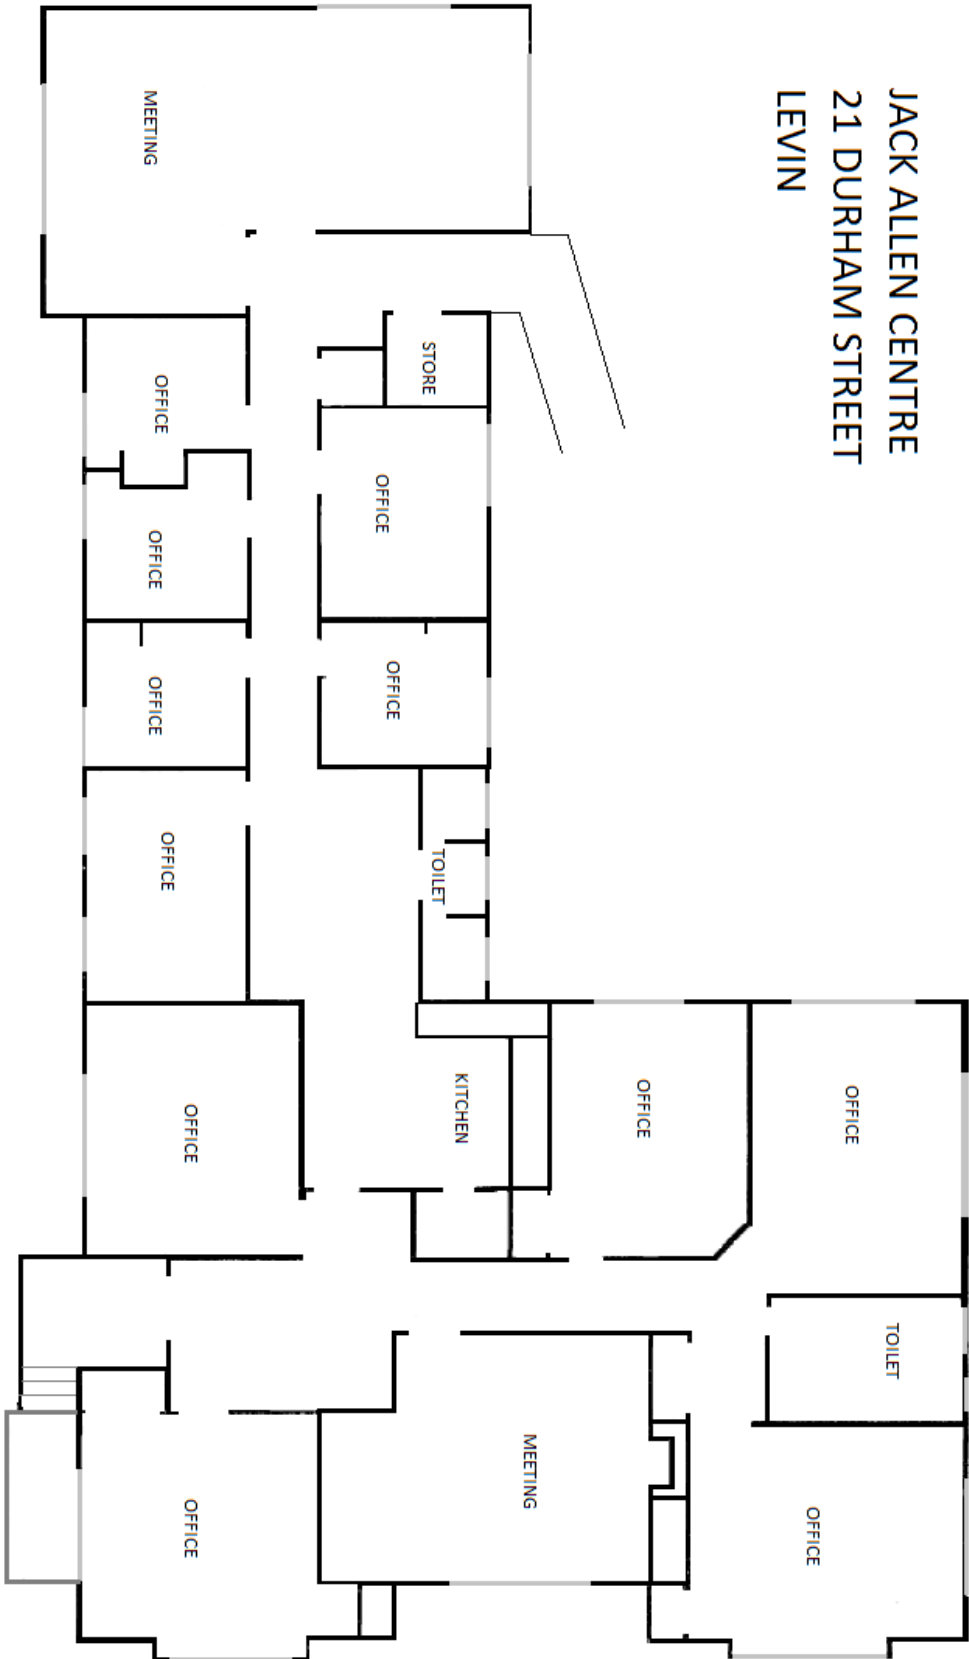 JACK ALLEN CENTRE
21 DURHAM STREET
LEVIN
TOILET
OFFICE
OFFICE
OFFICE
MEETING
KITCHEN
TOILET
STORE
OFFICE
OFFICE
OFFICE
OFFICE
OFFICE
OFFICE
OFFICE
OFFICE
MEETING